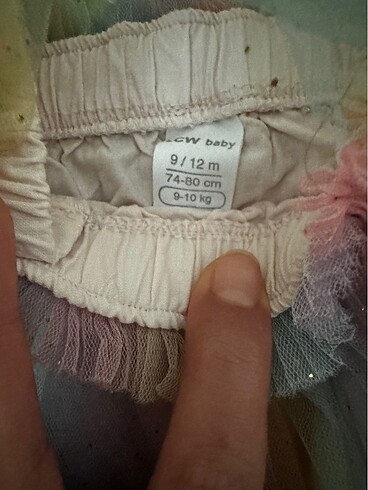 LCW baby
9 / 12 m
74-80 cm
9-10 kg